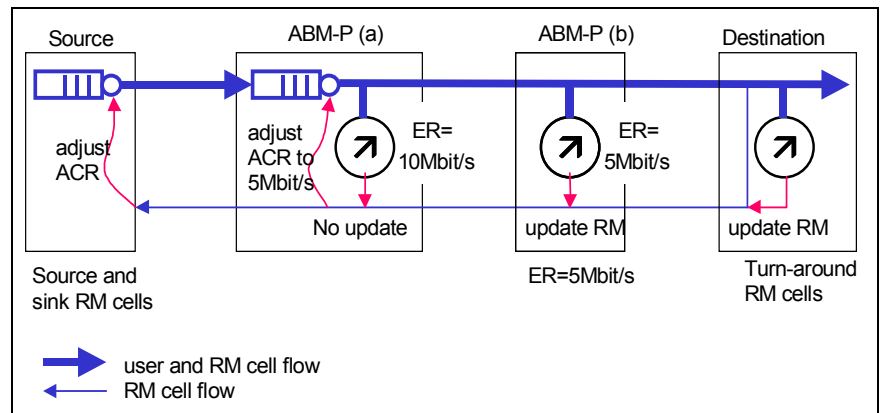 Source
ABM-P (a)
ABM-P (b)
Destination
adjust
ACR
adjust
ACR to
5Mbit/s
ER=
10Mbit/s
ER=
5Mbit/s
No update
update RM
update RM
Source and
sink RM cells
ER=5Mbit/s
Turn-around
RM cells
user and RM cell flow
RM cell flow